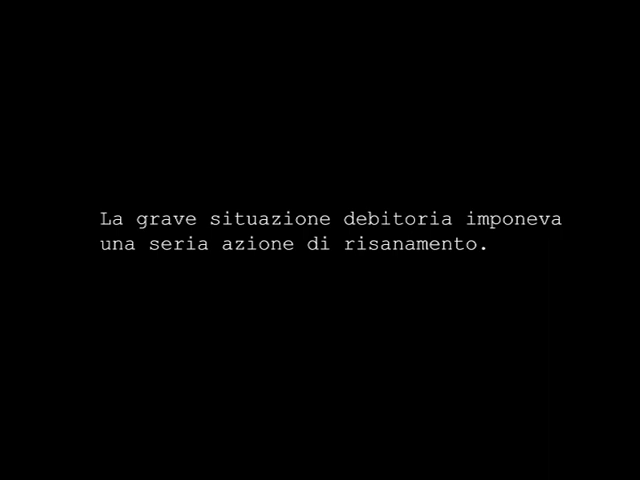 La grave situazione debitoria imponeva
una seria azione di risanamento.